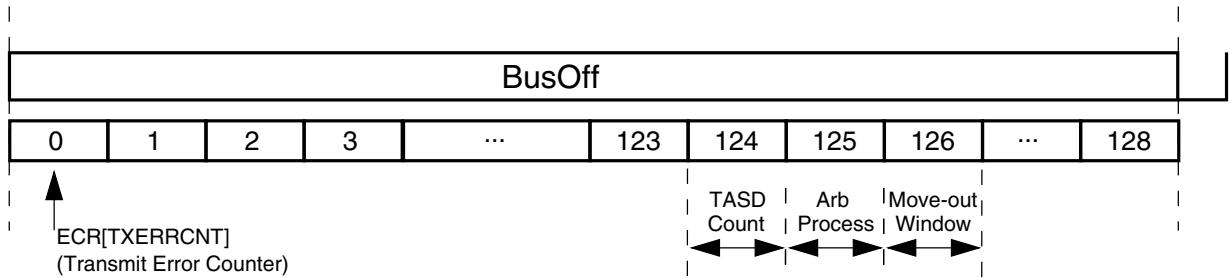 BusOff
0 1 2 3 ... 123 124 125 126 ... 128
TASD Count
Arb Process
Move-out Window
ECR[TXERRCNT]
(Transmit Error Counter)